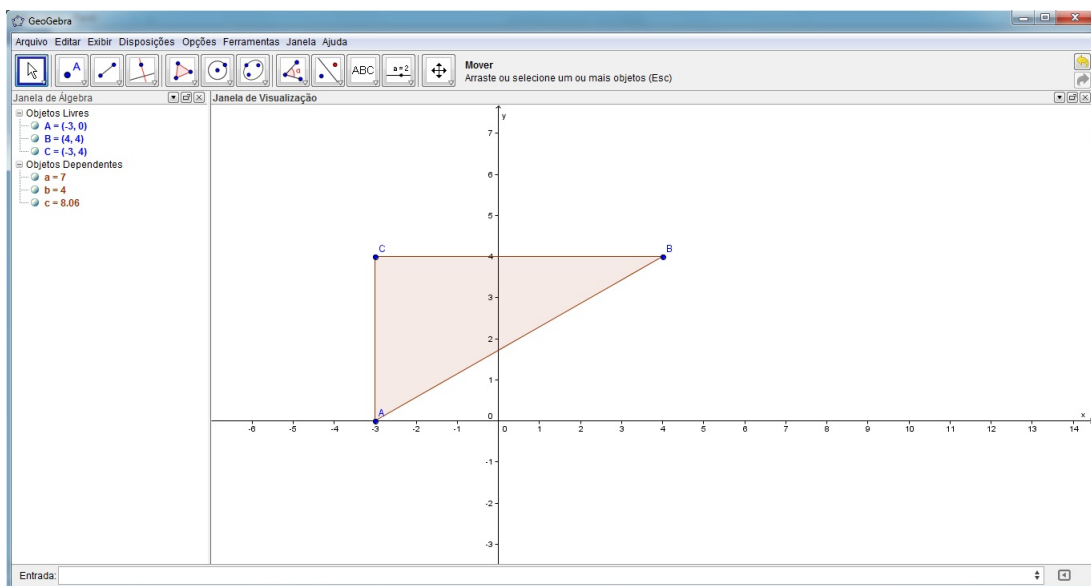 GeoGebra
Arquivo Editar Exibir Disposições Opções Ferramentas Janela Ajuda
A
α
ABC
a=2
Mover
Arraste ou selecione um ou mais objetos (Esc)
Janela de Álgebra
Objetos Livres
A = (-3, 0)
B = (4, 4)
C = (-3, 4)
Objetos Dependentes
a = 7
b = 4
c = 8.06
Janela de Visualização
y
7
6
5
C
B
4
3
2
1
A
0
x
-6 -5 -4 -3 -2 -1 0 1 2 3 4 5 6 7 8 9 10 11 12 13 14
-1
-2
-3
Entrada: